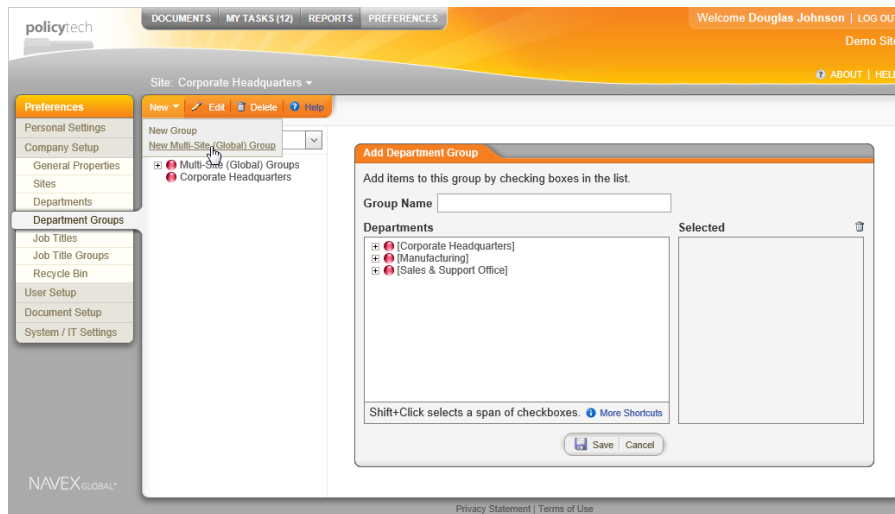 policytech
DOCUMENTS MY TASKS (12) REPORTS PREFERENCES
Welcome Douglas Johnson | LOG OUT
Demo Site
Site: Corporate Headquarters
ABOUT | HELP
Preferences
Personal Settings
Company Setup
General Properties
Sites
Departments
Department Groups
Job Titles
Job Title Groups
Recycle Bin
User Setup
Document Setup
System / IT Settings
NAVEX GLOBAL
New Edit Delete Help
New Group
New Multi-Site (Global) Group
Multi-Site (Global) Groups
Corporate Headquarters
Add Department Group
Add items to this group by checking boxes in the list.
Group Name
Departments
Selected
[Corporate Headquarters]
[Manufacturing]
[Sales & Support Office]
Shift+Click selects a span of checkboxes. More Shortcuts
Save | Cancel
Privacy Statement | Terms of Use